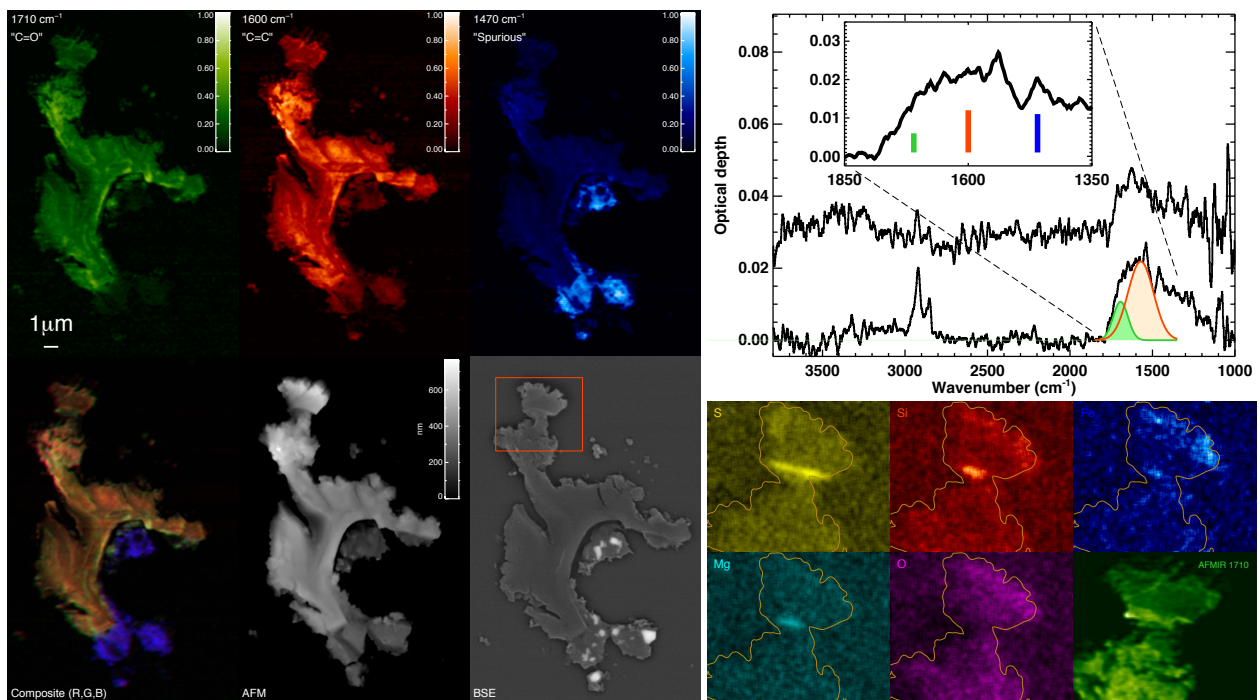 1710 cm⁻¹
"C=O"
1.00
0.80
0.60
0.40
0.20
0.00
1600 cm⁻¹
"C=C"
1.00
0.80
0.60
0.40
0.20
0.00
1470 cm⁻¹
"Spurious"
1.00
0.80
0.60
0.40
0.20
0.00
1μm
Composite (R,G,B)
AFM
600
400
200
0
nm
BSE
Optical depth
0.08
0.06
0.04
0.02
0.00
0.03
0.02
0.01
0.00
1850
1600
1350
3500
3000
2500
2000
1500
1000
Wavenumber (cm⁻¹)
S
Si
Fe
Mg
O
AFMIR 1710